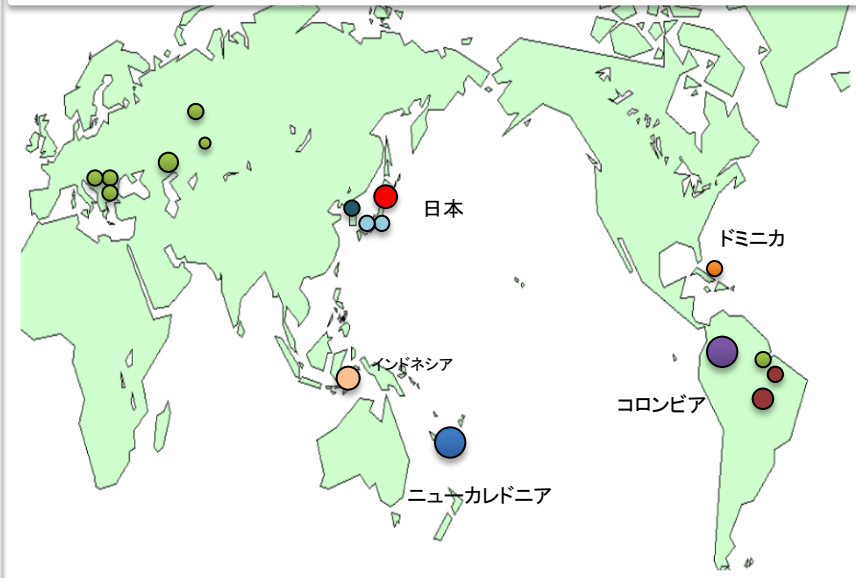 日本
ドミニカ
インドネシア
コロンビア
ニューカレドニア